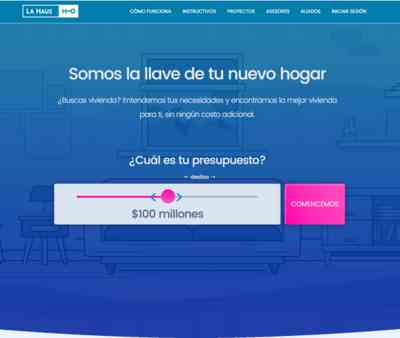 LA HAUS
CÓMO FUNCIONA INSTRUCTIVOS PROYECTOS ASESORES ALIADOS INICIAR SESIÓN
Somos la llave de tu nuevo hogar
¿Buscas vivienda? Entendemos tus necesidades y encontramos la mejor vivienda
para ti, sin ningún costo adicional.
¿Cuál es tu presupuesto?
← desliza →
$100 millones
COMENCEMOS